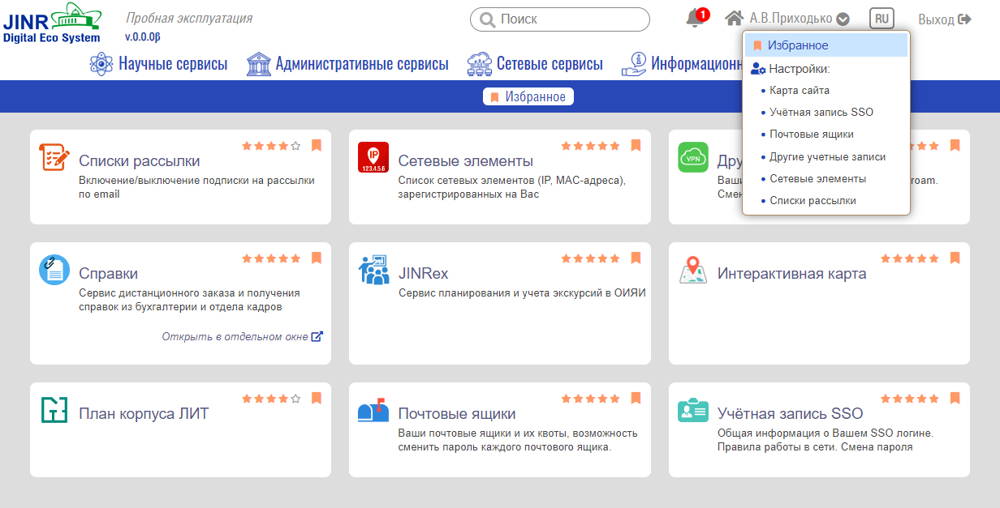 JINR
Digital Eco System
Пробная эксплуатация
v.0.0.0β
Поиск
1
А.В.Приходько
RU
Выход
Научные сервисы
Административные сервисы
Сетевые сервисы
Информационн
Избранное
Настройки:
Карта сайта
Учётная запись SSO
Почтовые ящики
Другие учетные записи
Сетевые элементы
Списки рассылки
Избранное
Списки рассылки
Включение/выключение подписки на рассылки
по email
IP
123.4.5.6
Сетевые элементы
Список сетевых элементов (IP, MAC-адреса),
зарегистрированных на Вас
VPN
Дру
Ваши
roam.
Смен
Справки
Сервис дистанционного заказа и получения
справок из бухгалтерии и отдела кадров
Открыть в отдельном окне
JINRex
Сервис планирования и учета экскурсий в ОИЯИ
Интерактивная карта
План корпуса ЛИТ
Почтовые ящики
Ваши почтовые ящики и их квоты, возможность
сменить пароль каждого почтового ящика.
Учётная запись SSO
Общая информация о Вашем SSO логине.
Правила работы в сети. Смена пароля